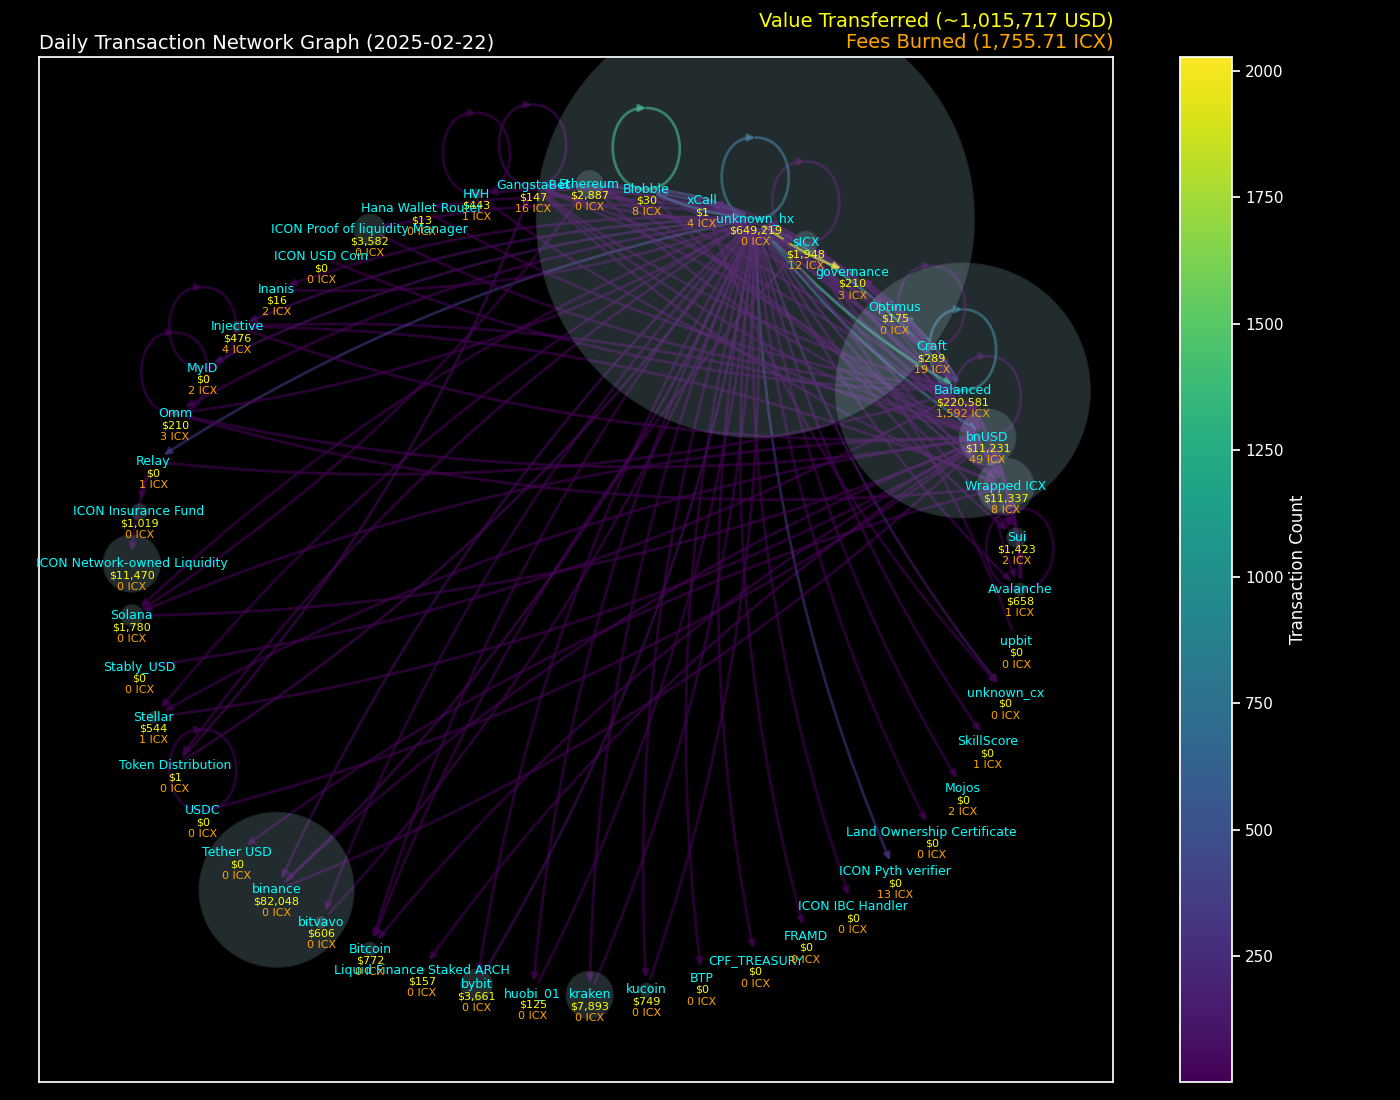 Value Transferred (~1,015,717 USD)
Daily Transaction Network Graph (2025-02-22)
Fees Burned (1,755.71 ICX)
HVH
$443
1 ICX
GangstaBet
$147
16 ICX
Ethereum
$2,887
0 ICX
Blobble
$30
8 ICX
xCall
$1
4 ICX
unknown_hx
$649,219
0 ICX
sICX
$1,948
12 ICX
governance
$210
3 ICX
Optimus
$175
0 ICX
Craft
$289
19 ICX
Balanced
$220,581
1,592 ICX
bnUSD
$11,231
49 ICX
Wrapped ICX
$11,337
8 ICX
Sui
$1,423
2 ICX
Avalanche
$658
1 ICX
upbit
$0
0 ICX
unknown_cx
$0
0 ICX
SkillScore
$0
1 ICX
Mojos
$0
2 ICX
Land Ownership Certificate
$0
0 ICX
ICON Pyth verifier
$0
13 ICX
ICON IBC Handler
$0
0 ICX
FRAMD
$0
0 ICX
CPF_TREASURY
$0
0 ICX
BTP
$0
0 ICX
kucoin
$749
0 ICX
kraken
$7,893
0 ICX
huobi_01
$125
0 ICX
bybit
$3,661
0 ICX
Liquid Finance Staked ARCH
$157
0 ICX
Bitcoin
$772
0 ICX
bitvavo
$606
0 ICX
binance
$82,048
0 ICX
Tether USD
$0
0 ICX
USDC
$0
0 ICX
Token Distribution
$1
0 ICX
Stellar
$544
1 ICX
Stably_USD
$0
0 ICX
Solana
$1,780
0 ICX
ICON Network-owned Liquidity
$11,470
0 ICX
ICON Insurance Fund
$1,019
0 ICX
Relay
$0
1 ICX
Omm
$210
3 ICX
MyID
$0
2 ICX
Injective
$476
4 ICX
Inanis
$16
2 ICX
ICON USD Coin
$0
0 ICX
ICON Proof of liquidity Manager
$3,582
0 ICX
Hana Wallet Router
$13
0 ICX
2000
1750
1500
1250
1000
750
500
250
Transaction Count